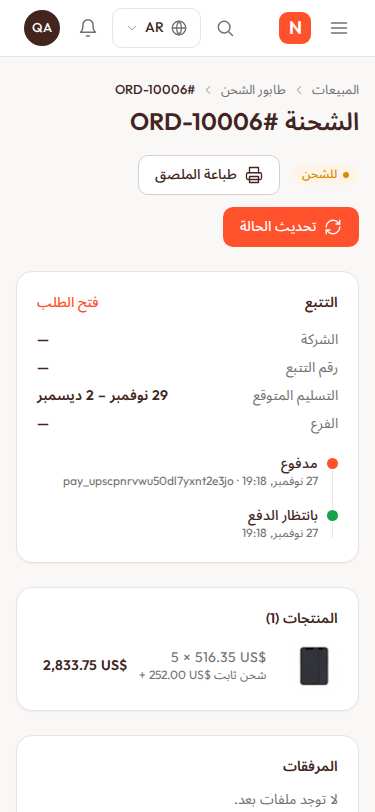 N
AR
QA
المبيعات > طابور الشحن > ORD-10006#
الشحنة #ORD-10006
للشحن
طباعة الملصق
تحديث الحالة
التتبع
فتح الطلب
الشركة —
رقم التتبع —
التسليم المتوقع 29 نوفمبر – 2 ديسمبر
الفرع —
مدفوع
27 نوفمبر, 19:18 · pay_upscpnrvwu50dl7yxnt2e3jo
بانتظار الدفع
27 نوفمبر, 19:18
المنتجات (1)
5 × 516.35 US$
2,833.75 US$
+ 252.00 US$ شحن ثابت
المرفقات
لا توجد ملفات بعد.